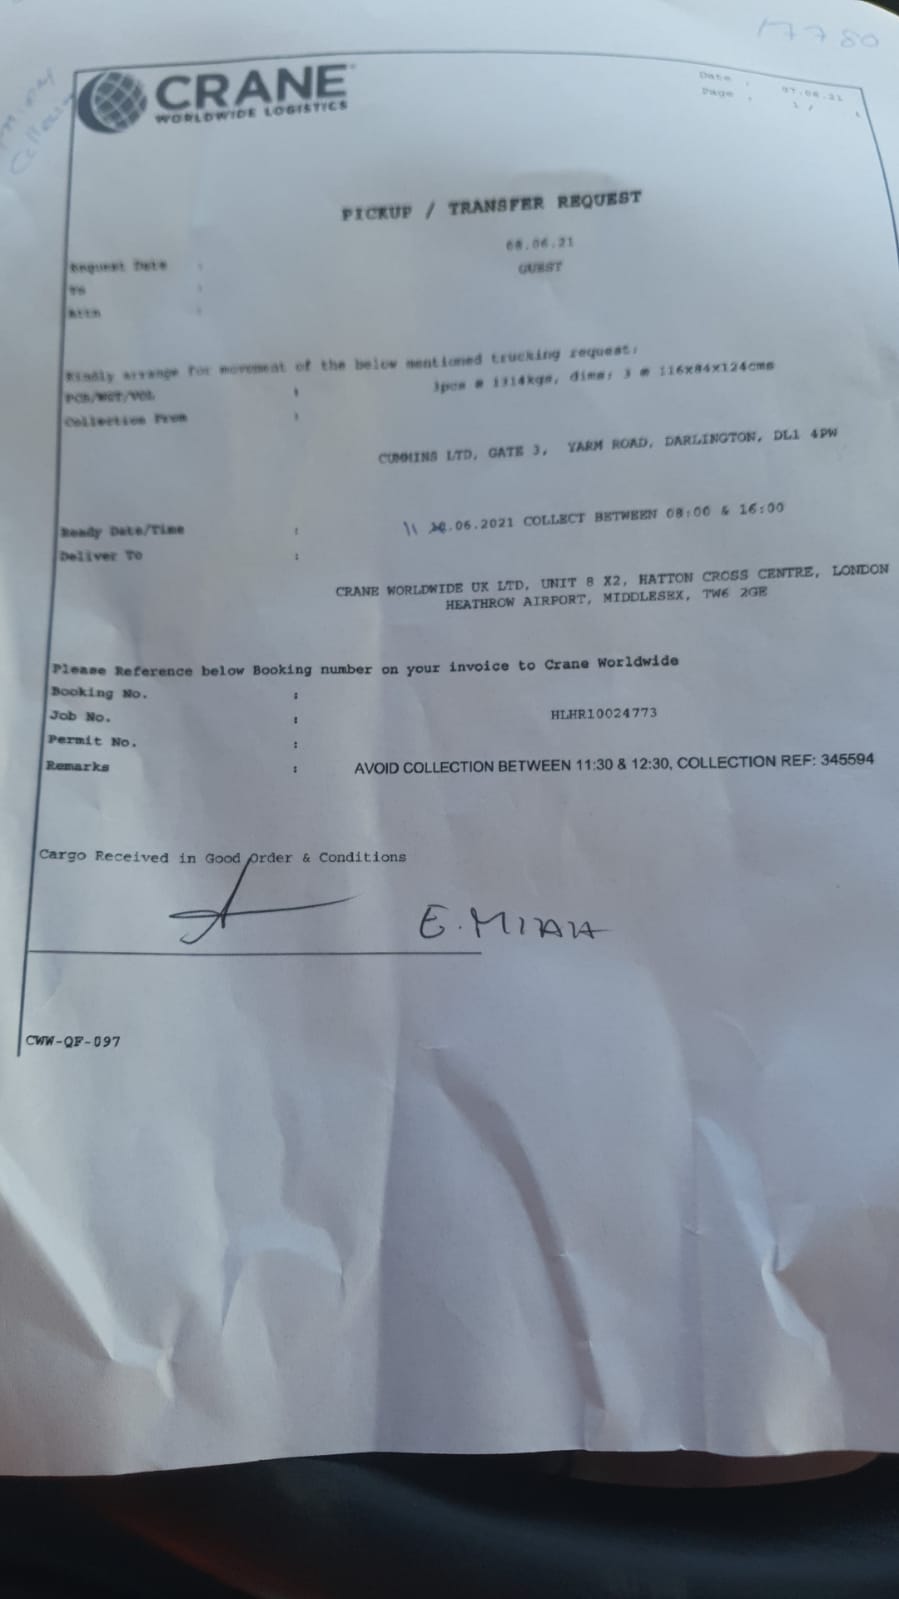 17780
CRANE
WORLDWIDE LOGISTICS
Date : 07.06.21
Page : 1 /
PICKUP / TRANSFER REQUEST
Request Date : 08.06.21
To : GUEST
Attn :
Kindly arrange for movement of the below mentioned trucking request:
PCS/WGT/VOL : 3pcs @ 1314kgs, dims: 3 @ 116x84x124cms
Collection From :
CUMMINS LTD, GATE 3, YARM ROAD, DARLINGTON, DL1 4PW
Ready Date/Time : 11 .06.2021 COLLECT BETWEEN 08:00 & 16:00
Deliver To :
CRANE WORLDWIDE UK LTD, UNIT 8 X2, HATTON CROSS CENTRE, LONDON
HEATHROW AIRPORT, MIDDLESEX, TW6 2GE
Please Reference below Booking number on your invoice to Crane Worldwide
Booking No. :
Job No. : HLHR10024773
Permit No. :
Remarks : AVOID COLLECTION BETWEEN 11:30 & 12:30, COLLECTION REF: 345594
Cargo Received in Good Order & Conditions
E.MIAH
CWW-QF-097